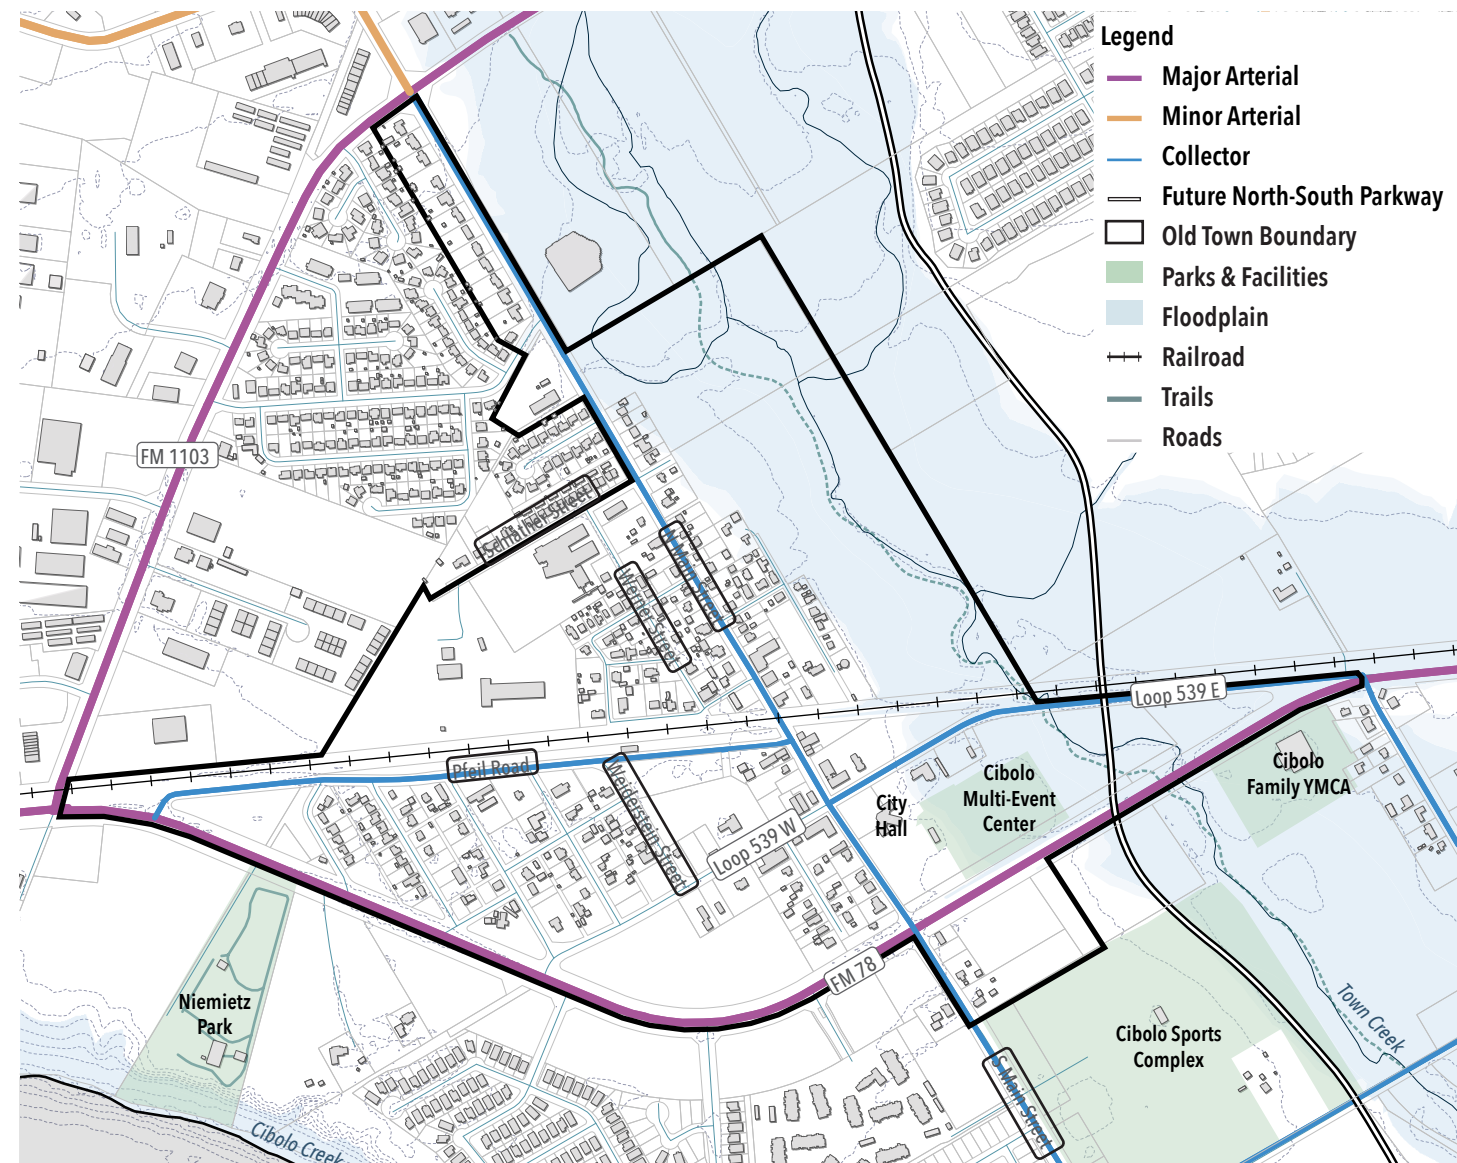 Legend
Major Arterial
Minor Arterial
Collector
Future North-South Parkway
Old Town Boundary
Parks & Facilities
Floodplain
Railroad
Trails
Roads
FM 1103
Schlather Street
N Main Street
Werner Street
Loop 539 E
Pfeil Road
Weiderstein Street
Loop 539 W
City
Hall
Cibolo
Multi-Event
Center
Cibolo
Family YMCA
FM 78
Niemietz
Park
Cibolo Sports
Complex
Town Creek
S Main Street
Cibolo Creek